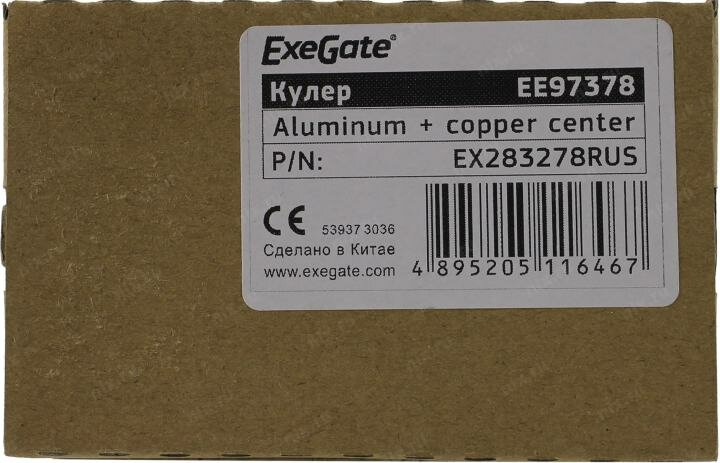 ExeGate®
Кулер EE97378
Aluminum + copper center
P/N: EX283278RUS
CE 53937 3036
Сделано в Китае
www.exegate.com
4 895205 116467